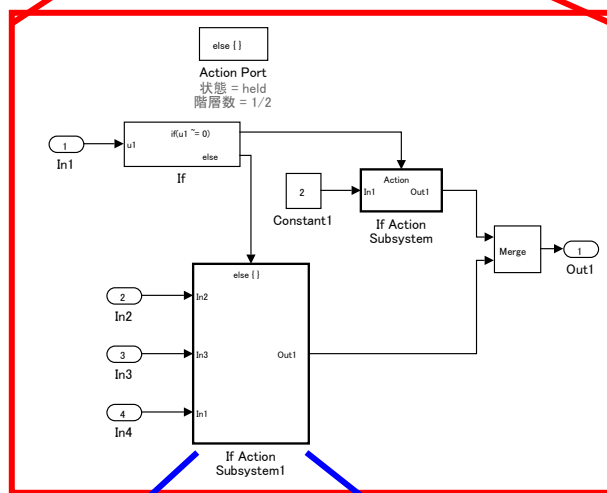 else { }
Action Port
状態 = held
階層数 = 1/2
1
In1
u1
if(u1 ~= 0)
else
If
2
Constant1
Action
In1
Out1
If Action
Subsystem
Merge
1
Out1
else { }
2
In2
In2
3
In3
In3
Out1
4
In4
In1
If Action
Subsystem1